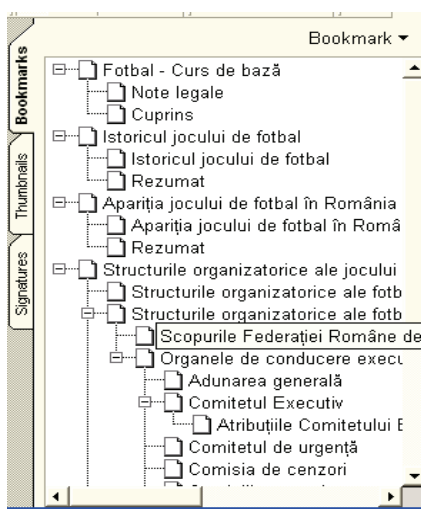 Bookmark
Bookmarks
Thumbnails
Signatures
Fotbal - Curs de bază
Note legale
Cuprins
Istoricul jocului de fotbal
Istoricul jocului de fotbal
Rezumat
Apariția jocului de fotbal în România
Apariția jocului de fotbal în Româ
Rezumat
Structurile organizatorice ale jocului
Structurile organizatorice ale fotb
Structurile organizatorice ale fotb
Scopurile Federației Române de
Organele de conducere execu
Adunarea generală
Comitetul Executiv
Atribuțiile Comitetului E
Comitetul de urgență
Comisia de cenzori